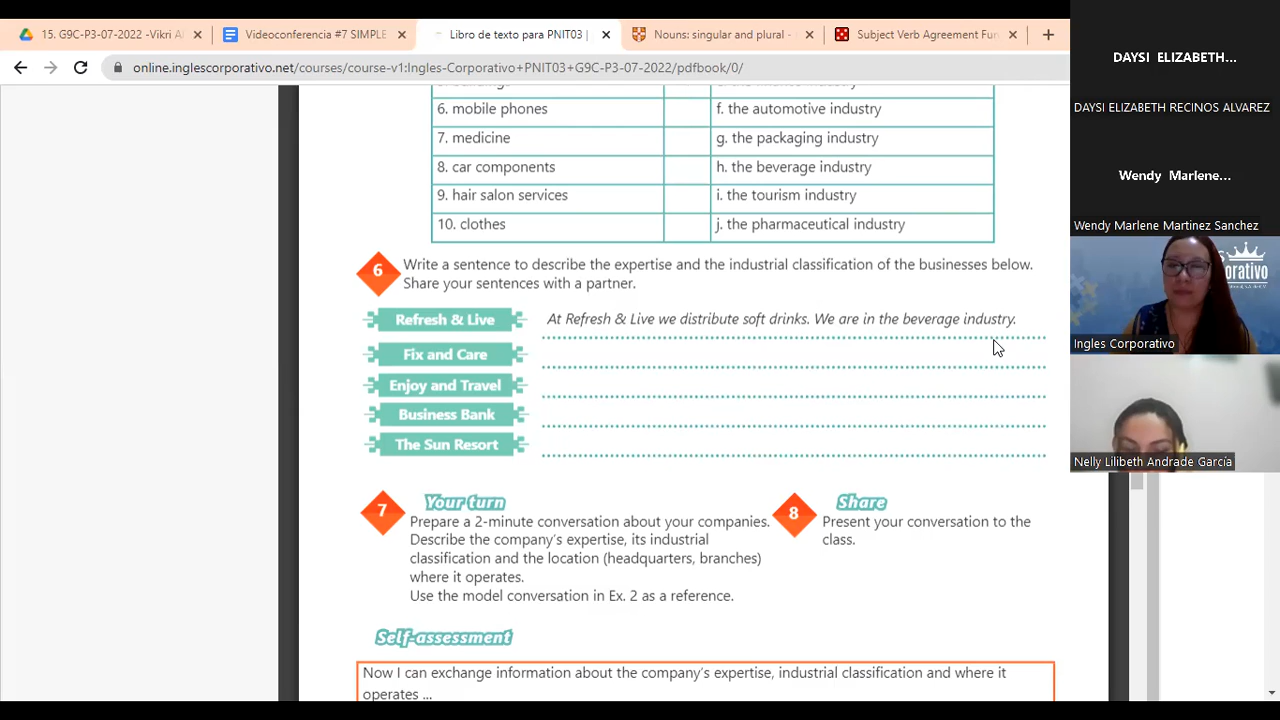 15. G9C-P3-07-2022 -Vikri A
Videoconferencia #7 SIMPLE
Libro de texto para PNIT03
Nouns: singular and plural -
Subject Verb Agreement Fun
online.inglescorporativo.net/courses/course-v1:Ingles-Corporativo+PNIT03+G9C-P3-07-2022/pdfbook/0/
6. mobile phones
f. the automotive industry
7. medicine
g. the packaging industry
8. car components
h. the beverage industry
9. hair salon services
i. the tourism industry
10. clothes
j. the pharmaceutical industry
6
Write a sentence to describe the expertise and the industrial classification of the businesses below.
Share your sentences with a partner.
Refresh & Live
At Refresh & Live we distribute soft drinks. We are in the beverage industry.
Fix and Care
Enjoy and Travel
Business Bank
The Sun Resort
7
Your turn
Prepare a 2-minute conversation about your companies.
Describe the company's expertise, its industrial
classification and the location (headquarters, branches)
where it operates.
Use the model conversation in Ex. 2 as a reference.
8
Share
Present your conversation to the
class.
Self-assessment
Now I can exchange information about the company's expertise, industrial classification and where it
operates ...
DAYSI ELIZABETH...
DAYSI ELIZABETH RECINOS ALVAREZ
Wendy Marlene...
Wendy Marlene Martinez Sanchez
Ingles Corporativo
Nelly Lilibeth Andrade García